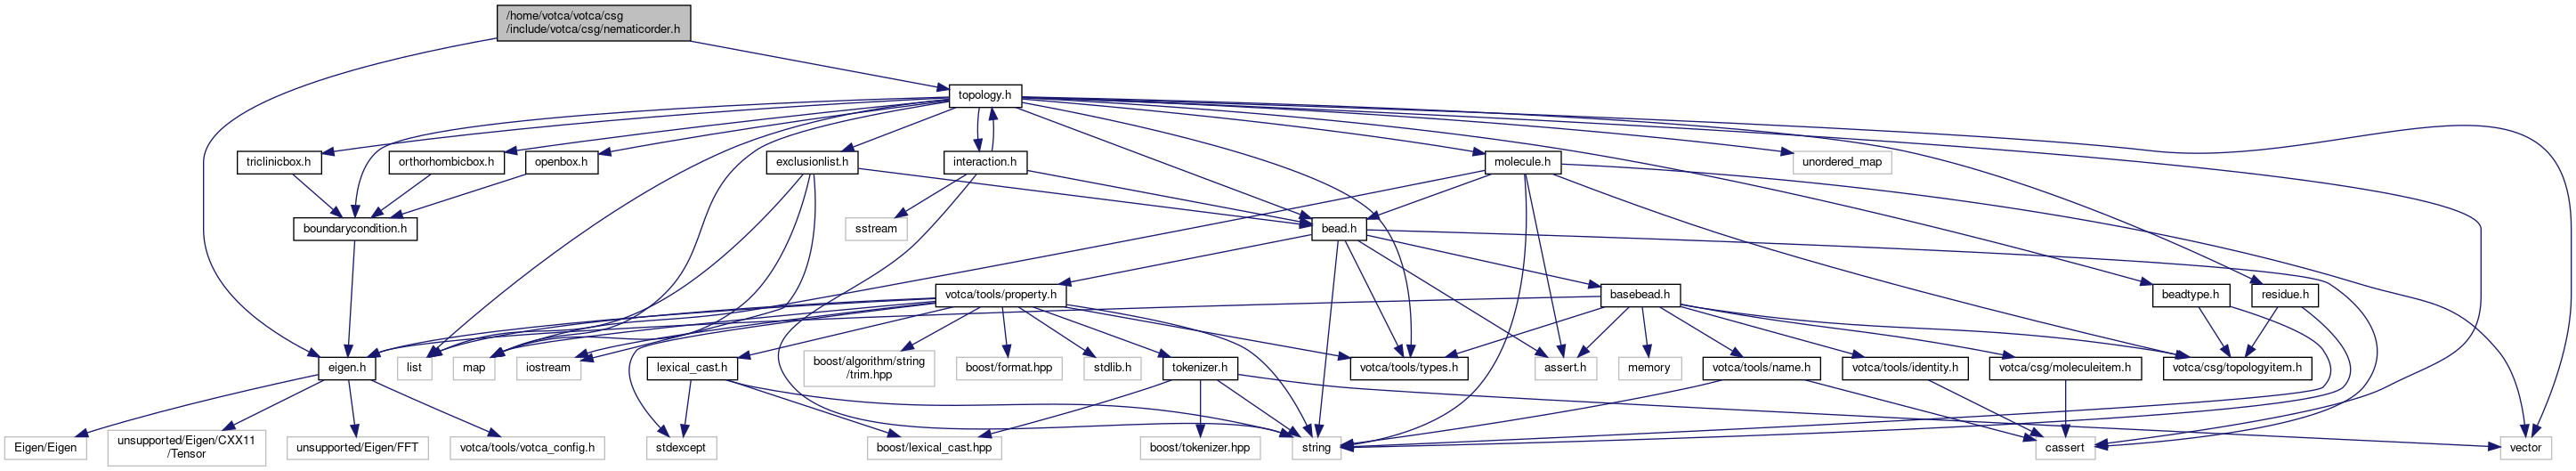 /home/votca/votca/csg
/include/votca/csg/nematicorder.h
topology.h
triclinicbox.h
orthorhombicbox.h
openbox.h
exclusionlist.h
interaction.h
molecule.h
unordered_map
boundarycondition.h
sstream
bead.h
votca/tools/property.h
basebead.h
beadtype.h
residue.h
eigen.h
list
map
iostream
lexical_cast.h
boost/algorithm/string
/trim.hpp
boost/format.hpp
stdlib.h
tokenizer.h
votca/tools/types.h
assert.h
memory
votca/tools/name.h
votca/tools/identity.h
votca/csg/moleculeitem.h
votca/csg/topologyitem.h
Eigen/Eigen
unsupported/Eigen/CXX11
/Tensor
unsupported/Eigen/FFT
votca/tools/votca_config.h
stdexcept
boost/lexical_cast.hpp
boost/tokenizer.hpp
string
cassert
vector